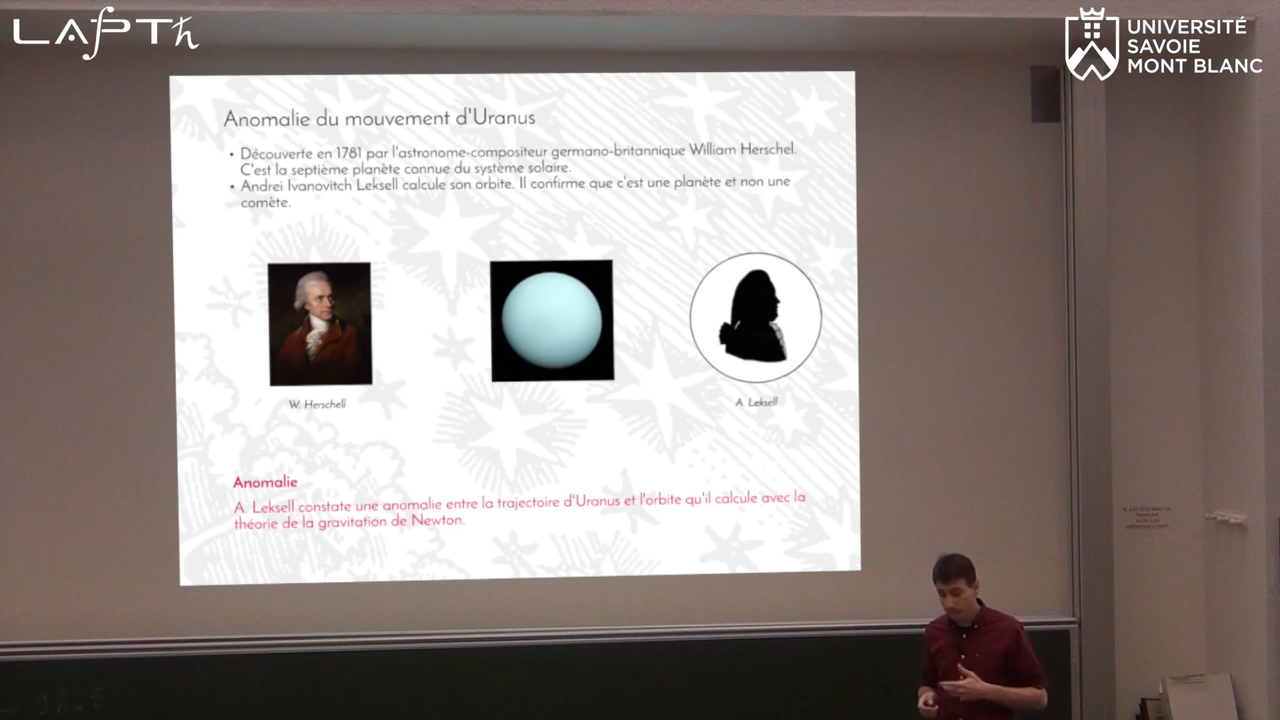 LAPTh
UNIVERSITÉ
SAVOIE
MONT BLANC
Anomalie du mouvement d'Uranus
• Découverte en 1781 par l'astronome-compositeur germano-britannique William Herschel.
C'est la septième planète connue du système solaire.
• Andrei Ivanovitch Leksell calcule son orbite. Il confirme que c'est une planète et non une
comète.
W. Herschell
A. Leksell
Anomalie
A. Leksell constate une anomalie entre la trajectoire d'Uranus et l'orbite qu'il calcule avec la
théorie de la gravitation de Newton.